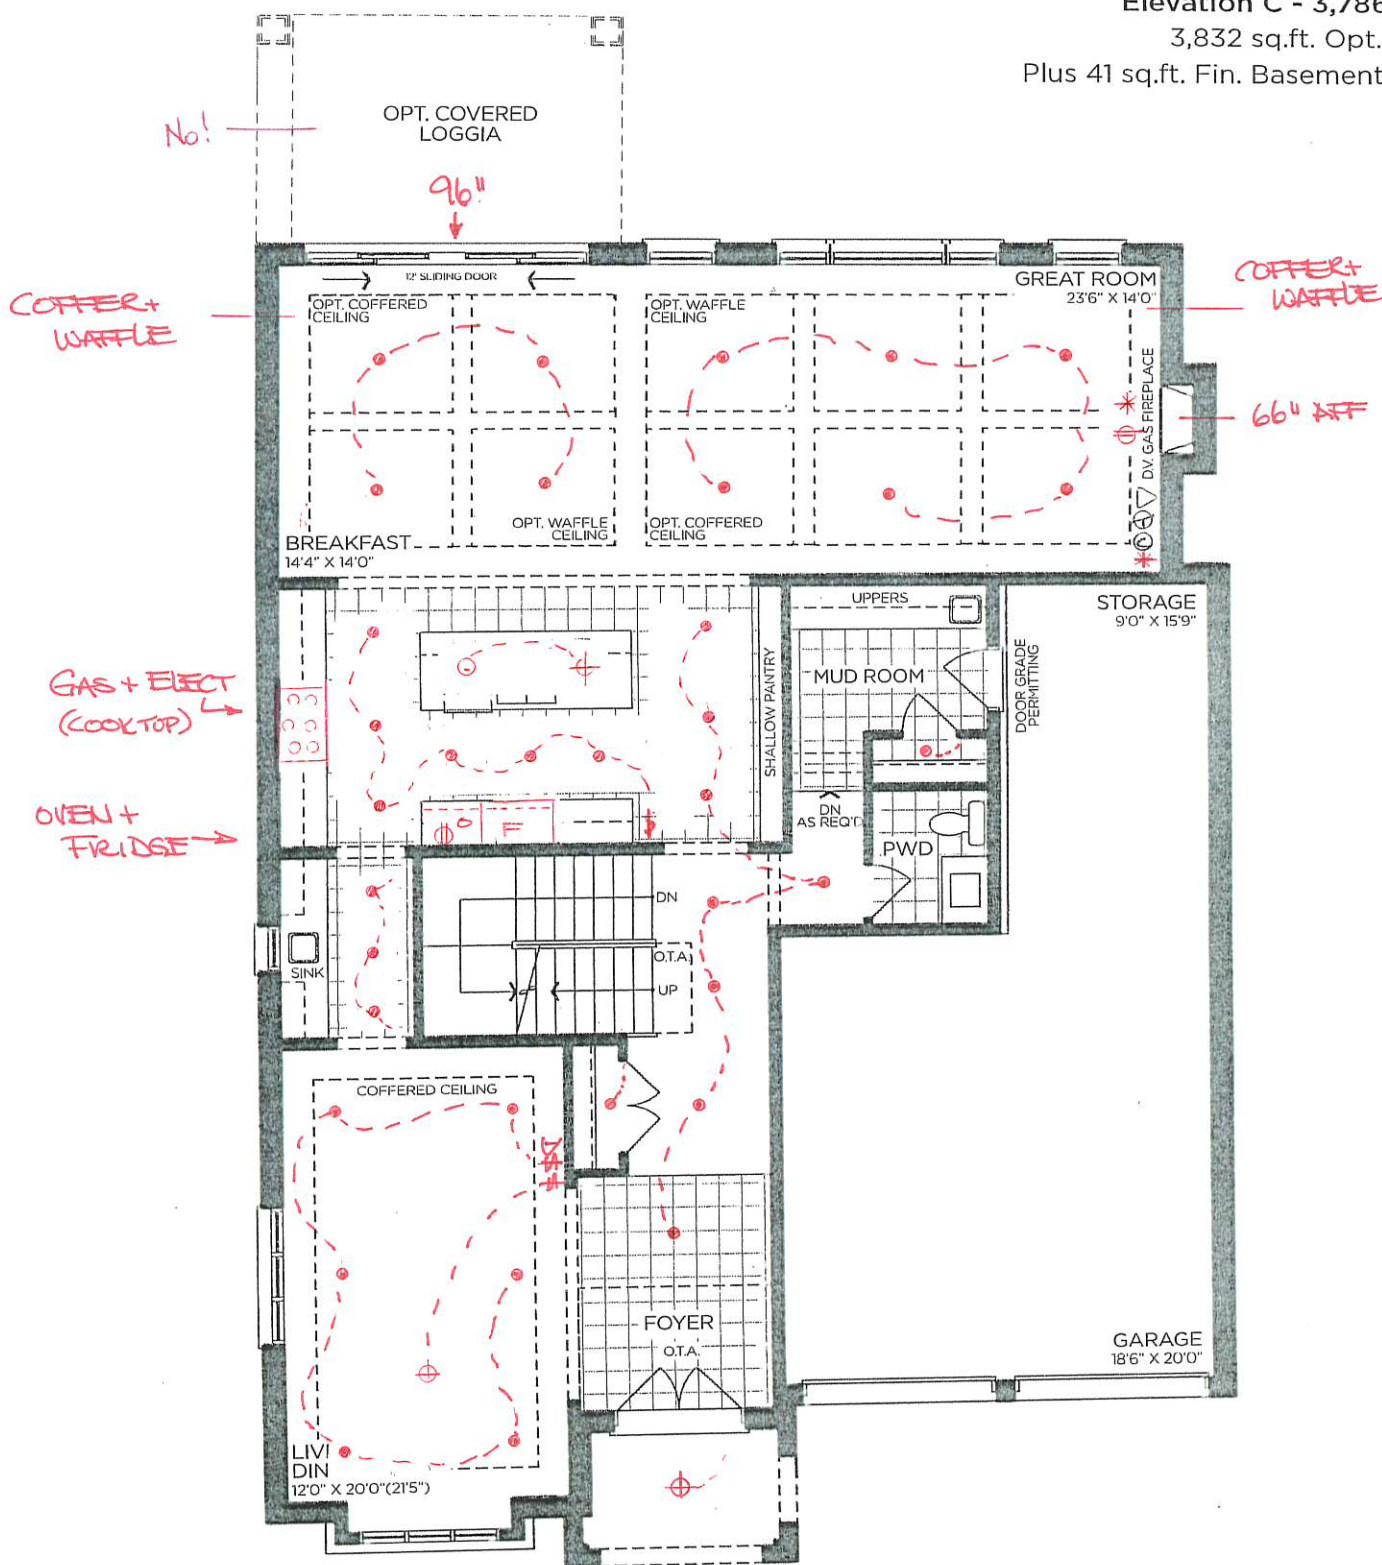 Elevation C - 3,786
3,832 sq.ft. Opt.
Plus 41 sq.ft. Fin. Basement
No!
OPT. COVERED
LOGGIA
96"
12' SLIDING DOOR
GREAT ROOM
23'6" X 14'0"
COFFER +
WAFFLE
OPT. COFFERED
CEILING
OPT. WAFFLE
CEILING
COFFER +
WAFFLE
D.V. GAS FIREPLACE
66" AFF
OPT. WAFFLE
CEILING
OPT. COFFERED
CEILING
BREAKFAST
14'4" X 14'0"
UPPERS
STORAGE
9'0" X 15'9"
GAS + ELECT
(COOKTOP)
SHALLOW PANTRY
MUD ROOM
DOOR GRADE
PERMITTING
OVEN +
FRIDGE
O
F
DN
AS REQ'D
PWD
DN
O.T.A.
UP
SINK
COFFERED CEILING
FOYER
O.T.A.
GARAGE
18'6" X 20'0"
LIVI
DIN
12'0" X 20'0"(21'5")